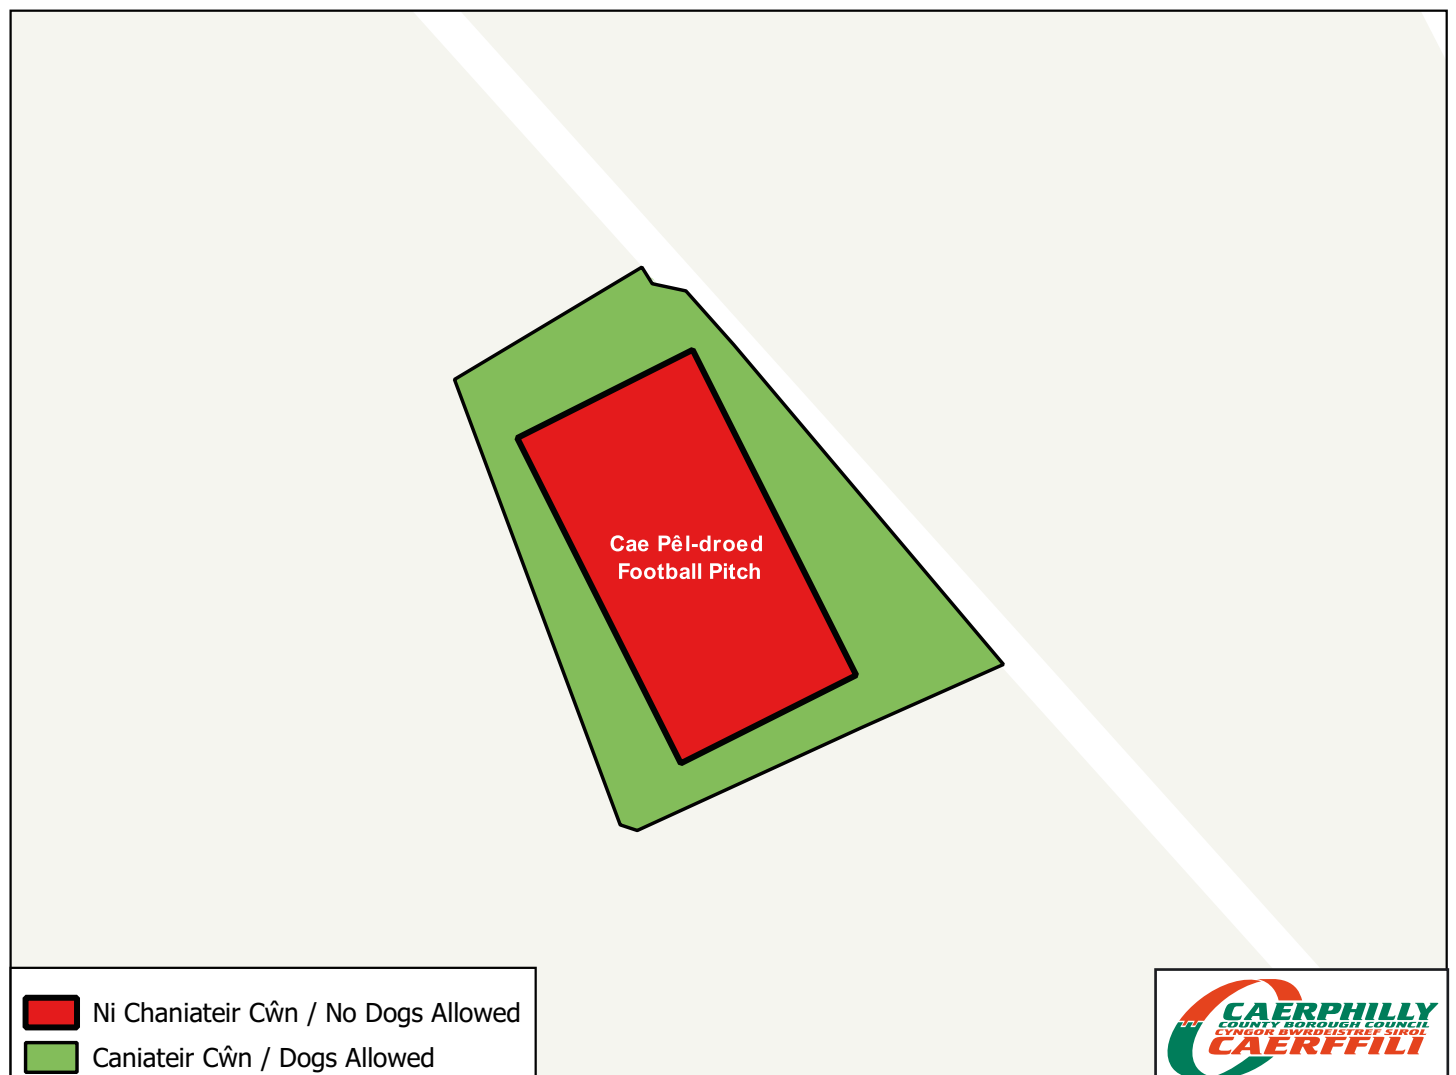 Cae Pêl-droed
Football Pitch
Ni Chaniateir Cŵn / No Dogs Allowed
Caniateir Cŵn / Dogs Allowed
CAERPHILLY
COUNTY BOROUGH COUNCIL
CYNGOR BWRDEISTREF SIROL
CAERFFILI